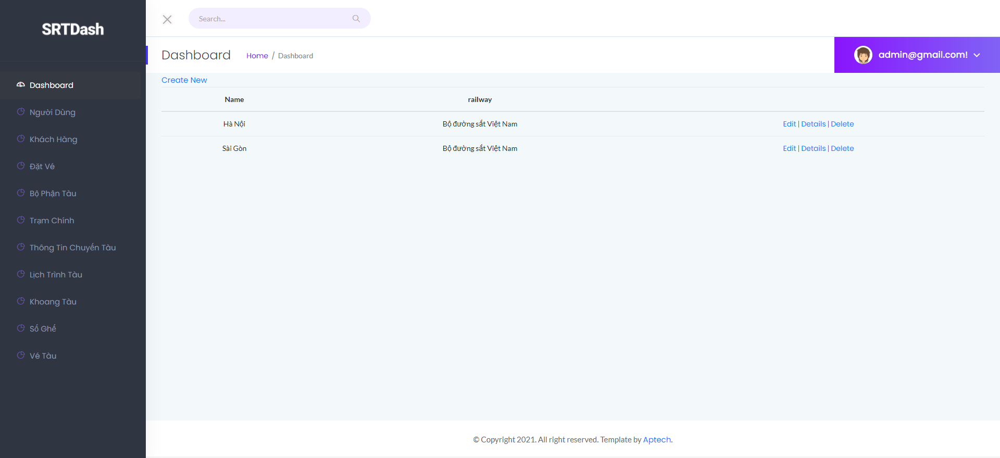 SRTDash
Search...
Dashboard
Home / Dashboard
admin@gmail.com!
Dashboard
Người Dùng
Khách Hàng
Đặt Vé
Bộ Phận Tàu
Trạm Chính
Thông Tin Chuyến Tàu
Lịch Trình Tàu
Khoang Tàu
Số Ghế
Vé Tàu
Create New
Name railway
Hà Nội Bộ đường sắt Việt Nam Edit | Details | Delete
Sài Gòn Bộ đường sắt Việt Nam Edit | Details | Delete
© Copyright 2021. All right reserved. Template by Aptech.